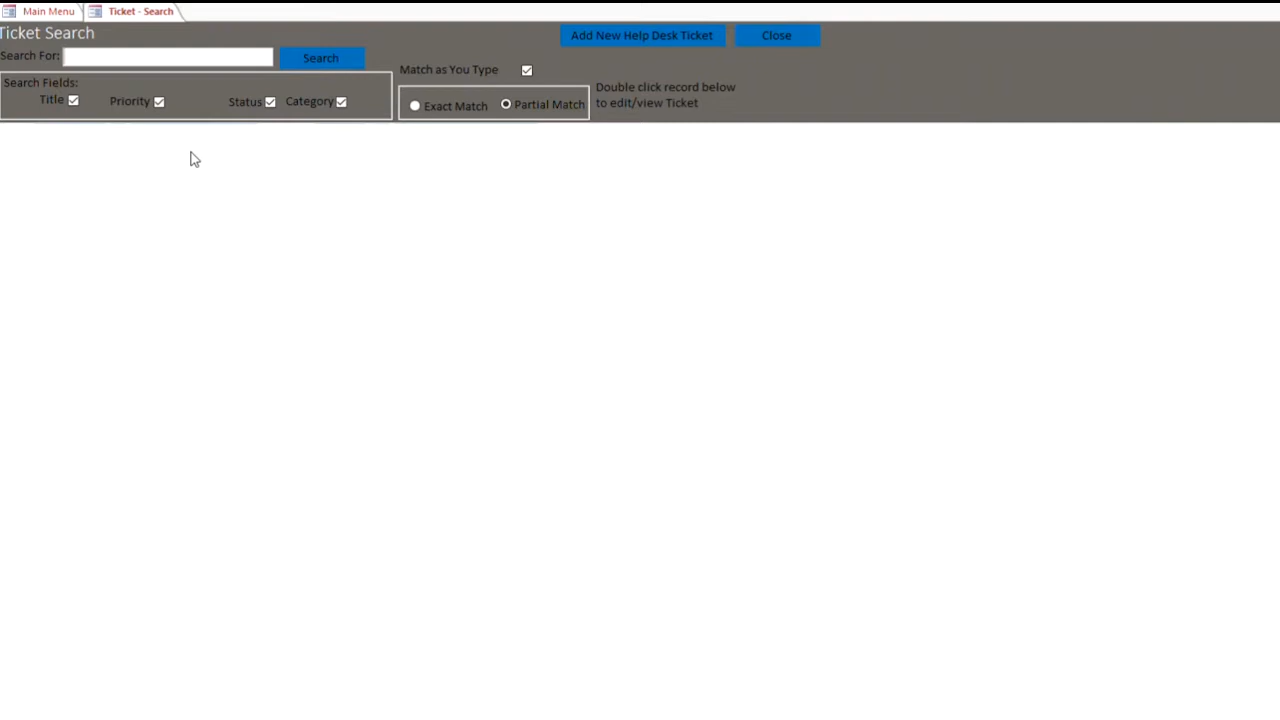 Main Menu
Ticket - Search
Ticket Search
Add New Help Desk Ticket
Close
Search For:
Search
Match as You Type
Search Fields:
Title
Priority
Status
Category
Exact Match
Partial Match
Double click record below
to edit/view Ticket